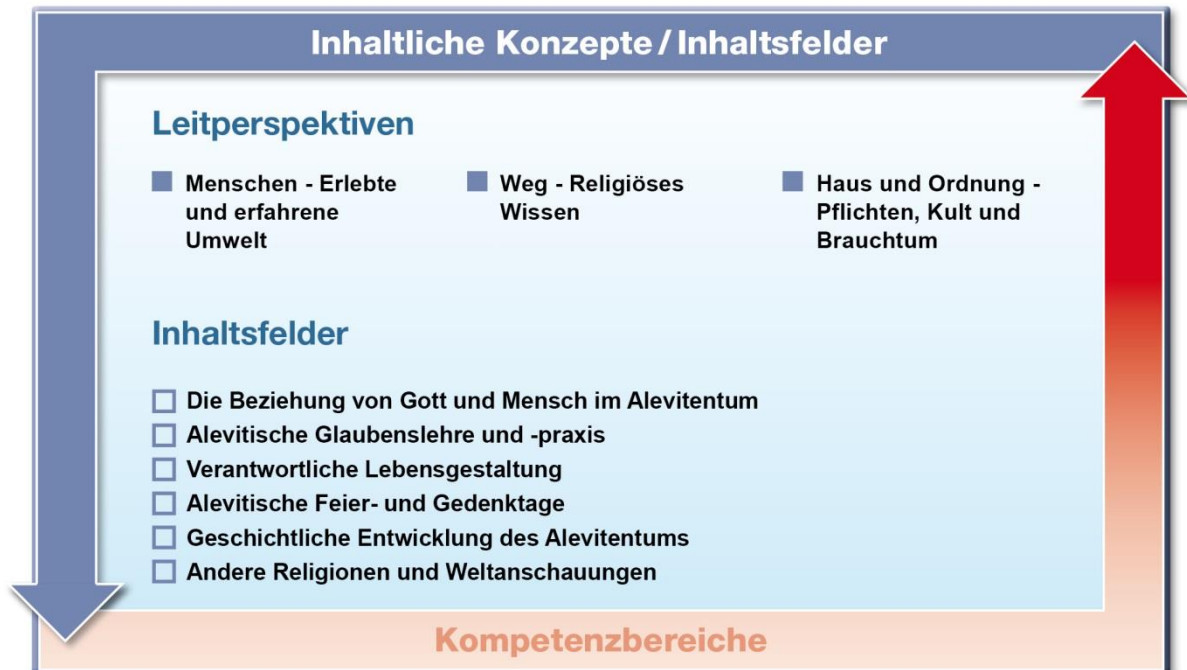 Inhaltliche Konzepte / Inhaltsfelder
Leitperspektiven
Menschen - Erlebte
und erfahrene
Umwelt
Weg - Religiöses
Wissen
Haus und Ordnung -
Pflichten, Kult und
Brauchtum
Inhaltsfelder
Die Beziehung von Gott und Mensch im Alevitentum
Alevitische Glaubenslehre und -praxis
Verantwortliche Lebensgestaltung
Alevitische Feier- und Gedenktage
Geschichtliche Entwicklung des Alevitentums
Andere Religionen und Weltanschauungen
Kompetenzbereiche